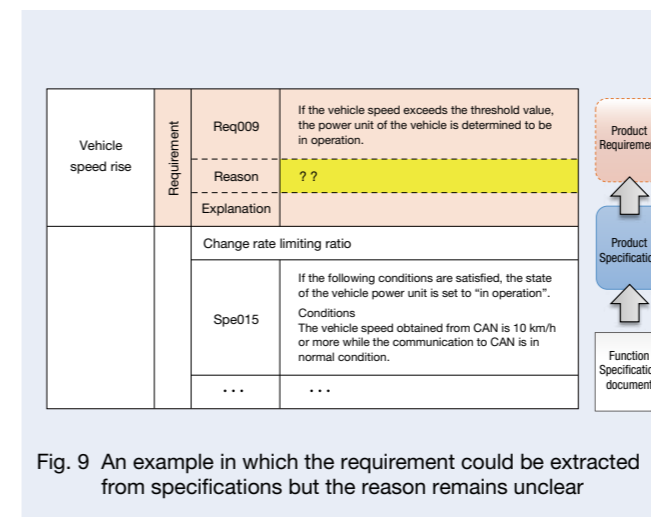 Vehicle
speed rise
Requirement
Req009
If the vehicle speed exceeds the threshold value,
the power unit of the vehicle is determined to be
in operation.
Reason
? ?
Explanation
Change rate limiting ratio
Spe015
If the following conditions are satisfied, the state
of the vehicle power unit is set to “in operation”.
Conditions
The vehicle speed obtained from CAN is 10 km/h
or more while the communication to CAN is in
normal condition.
• • •
• • •
Product
Requiremen
Product
Specificatio
Function
Specificatio
document
Fig. 9 An example in which the requirement could be extracted
from specifications but the reason remains unclear